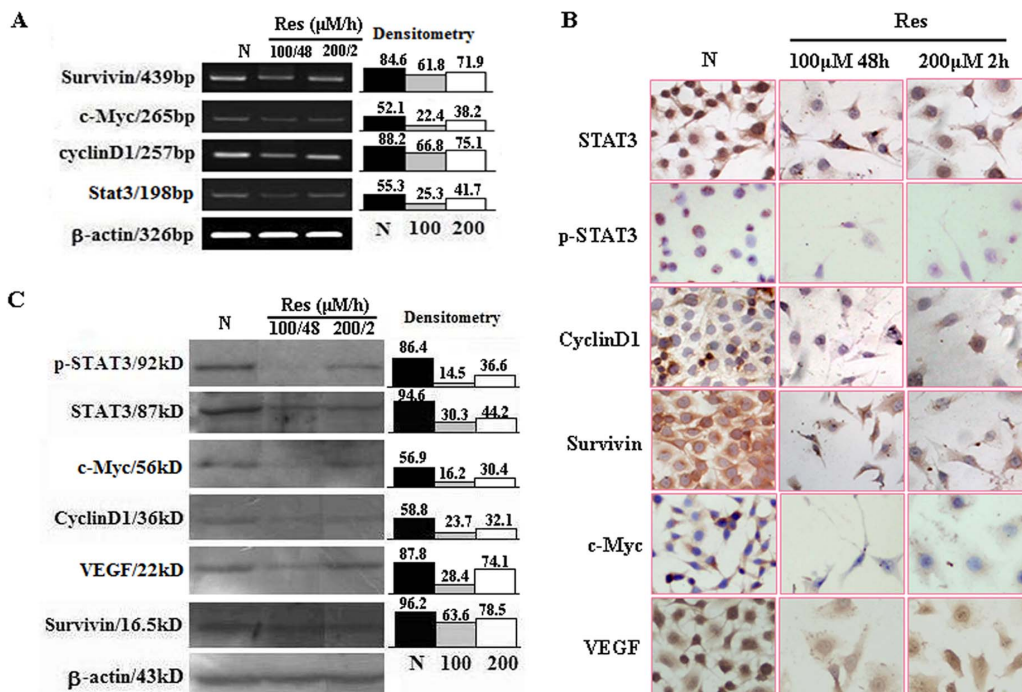 A
Res (μM/h)
N 100/48 200/2 Densitometry
Survivin/439bp 84.6 61.8 71.9
c-Myc/265bp 52.1 22.4 38.2
cyclinD1/257bp 88.2 66.8 75.1
Stat3/198bp 55.3 25.3 41.7
β-actin/326bp N 100 200
B
Res
N 100μM 48h 200μM 2h
STAT3
p-STAT3
CyclinD1
Survivin
c-Myc
VEGF
C
Res (μM/h)
N 100/48 200/2 Densitometry
p-STAT3/92kD 86.4 14.5 36.6
STAT3/87kD 94.6 30.3 44.2
c-Myc/56kD 56.9 16.2 30.4
CyclinD1/36kD 58.8 23.7 32.1
VEGF/22kD 87.8 28.4 74.1
Survivin/16.5kD 96.2 63.6 78.5
β-actin/43kD N 100 200